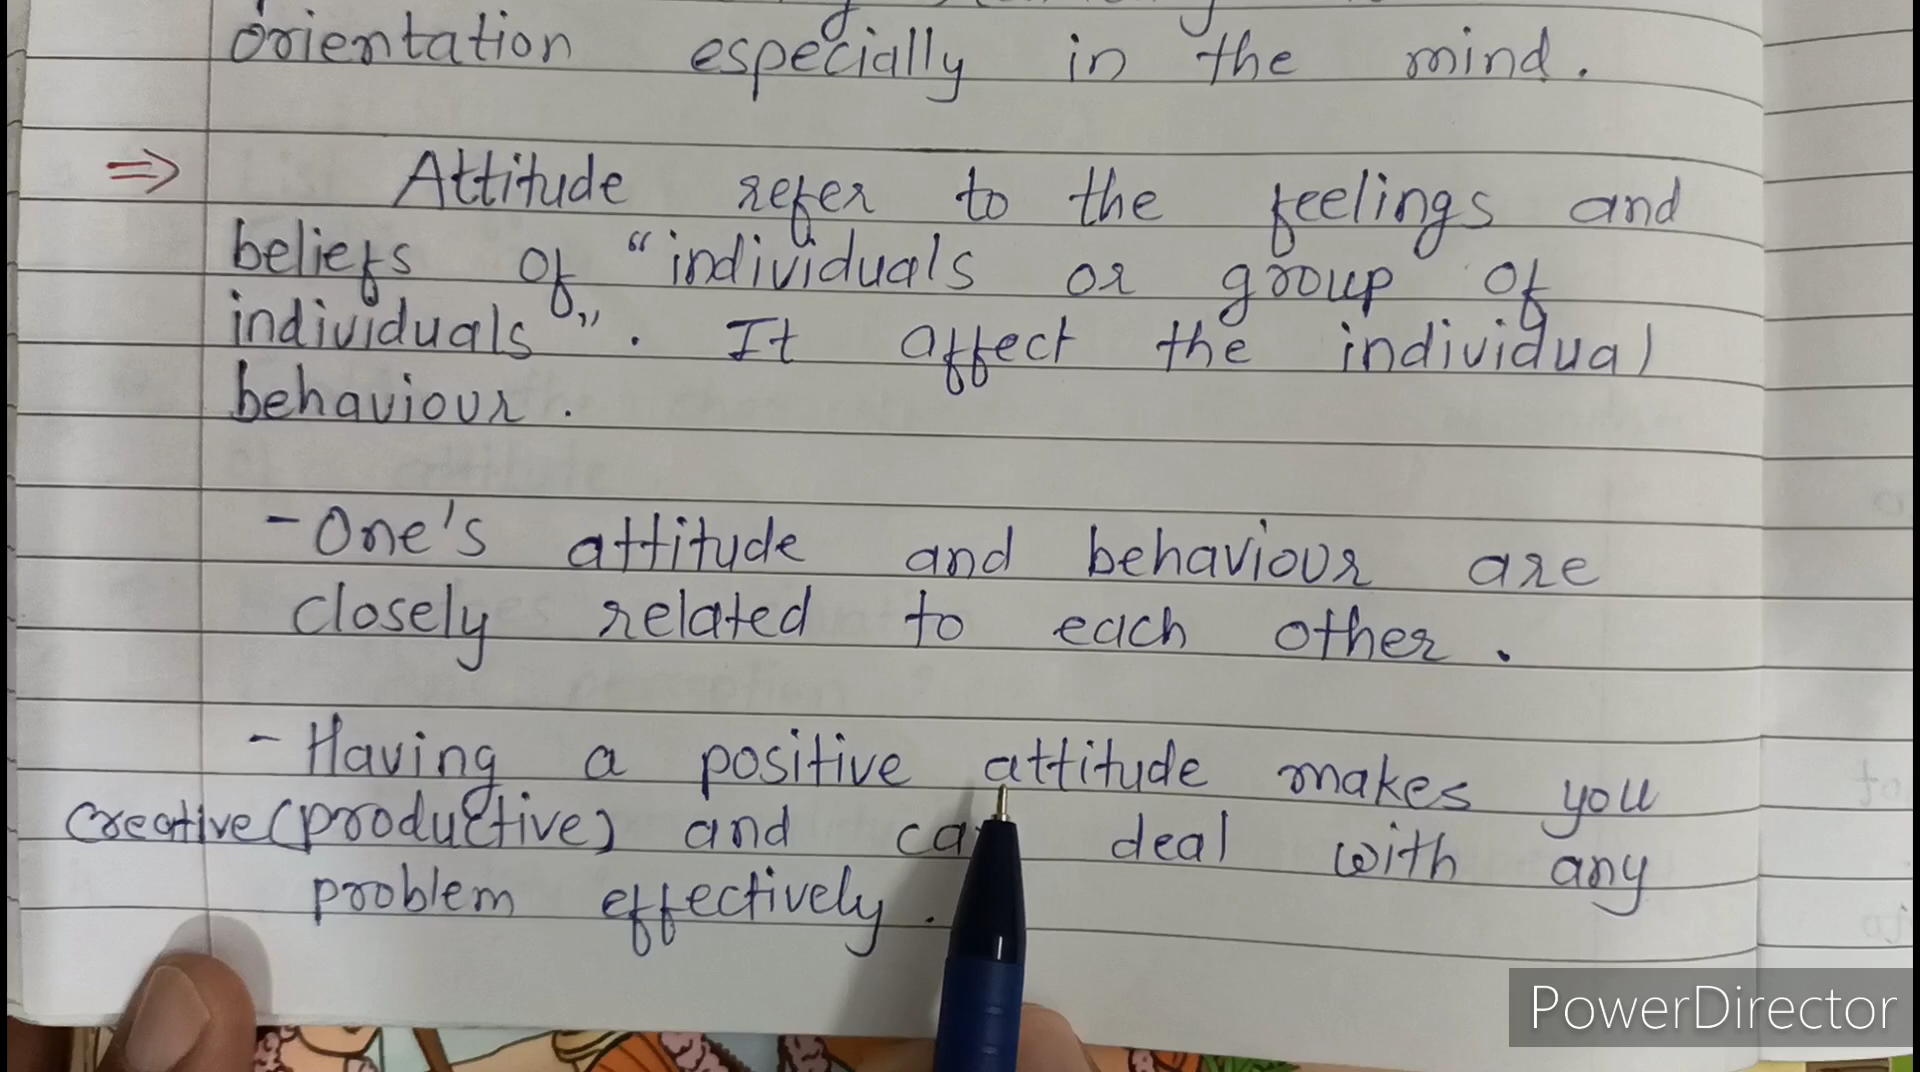 orientation especially in the mind.
⇒ Attitude refer to the feelings and
beliefs of "individuals or group of
individuals". It affect the individual
behaviour.
- One's attitude and behaviour are
closely related to each other.
- Having a positive attitude makes you
creative (productive) and deal with any
problem effectively.
PowerDirector